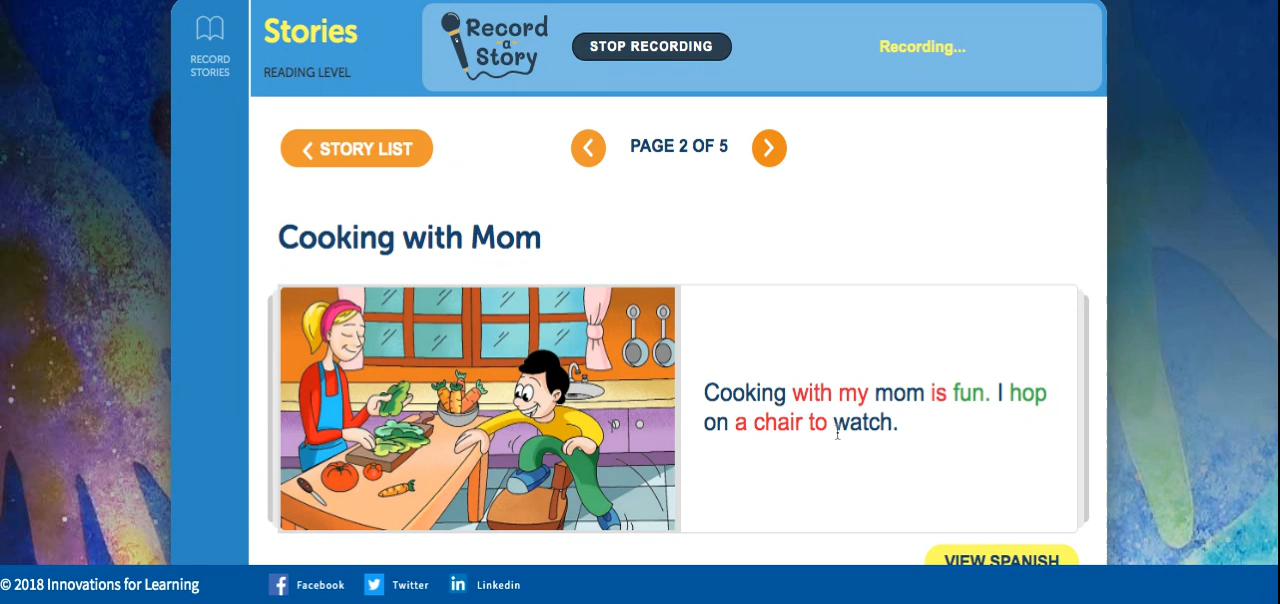 RECORD
STORIES
Stories
READING LEVEL
Record
a
Story
STOP RECORDING
Recording...
STORY LIST
PAGE 2 OF 5
Cooking with Mom
Cooking with my mom is fun. I hop
on a chair to watch.
VIEW SPANISH
© 2018 Innovations for Learning
Facebook
Twitter
Linkedin